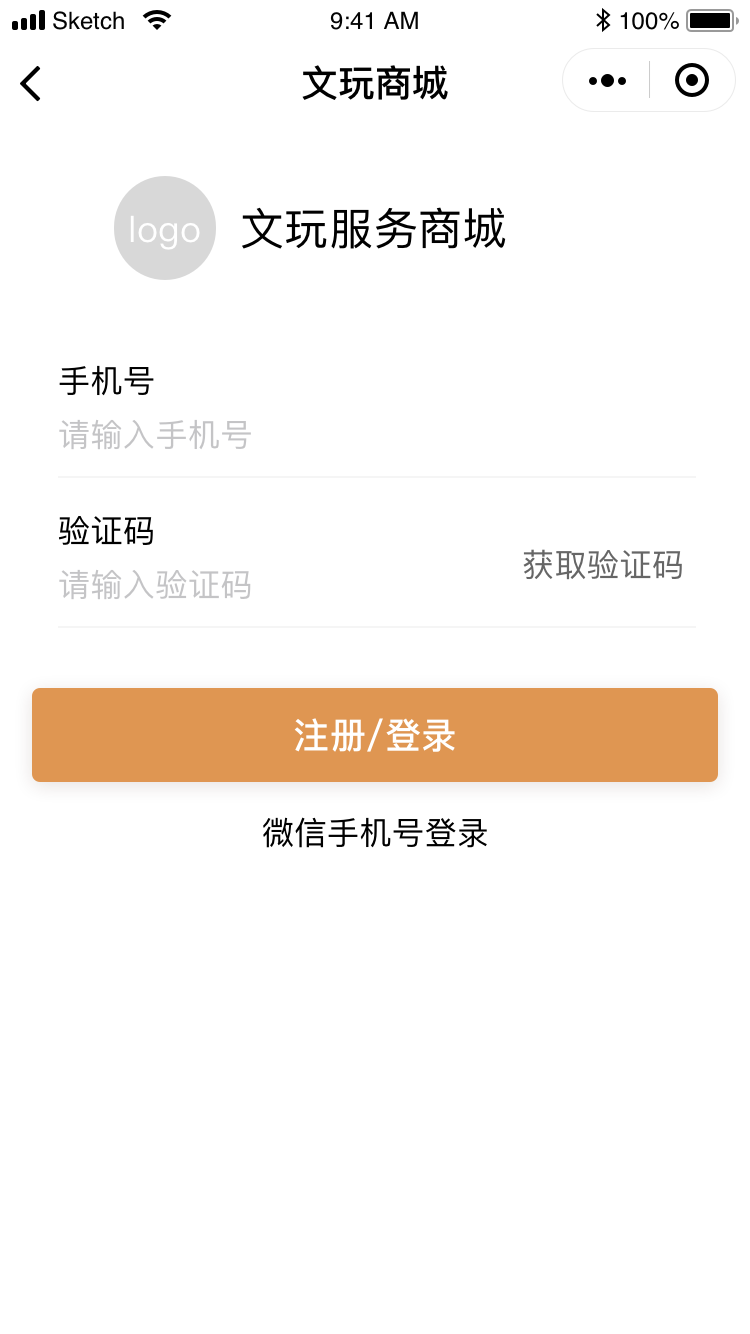 Sketch 9:41 AM 100%
文玩商城
logo 文玩服务商城
手机号
请输入手机号
验证码
请输入验证码
获取验证码
注册/登录
微信手机号登录